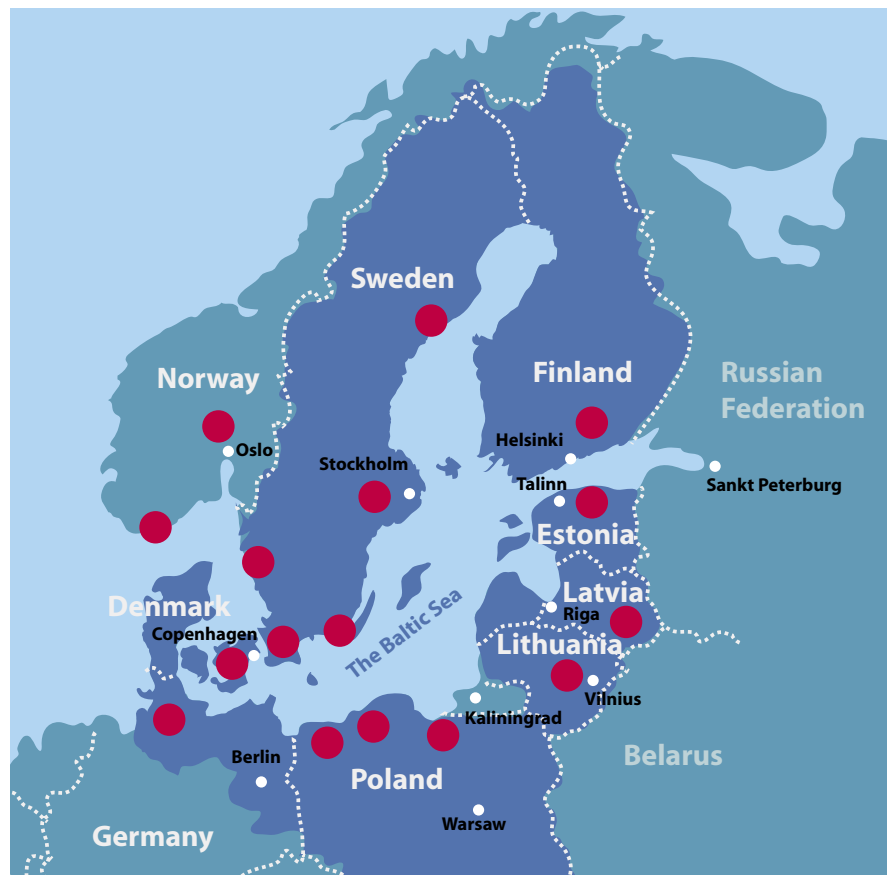 Sweden
Norway
Finland
Russian
Federation
Oslo
Helsinki
Stockholm
Talinn
Sankt Peterburg
Estonia
Latvia
Denmark
Riga
Copenhagen
The Baltic Sea
Lithuania
Vilnius
Kaliningrad
Berlin
Belarus
Poland
Warsaw
Germany